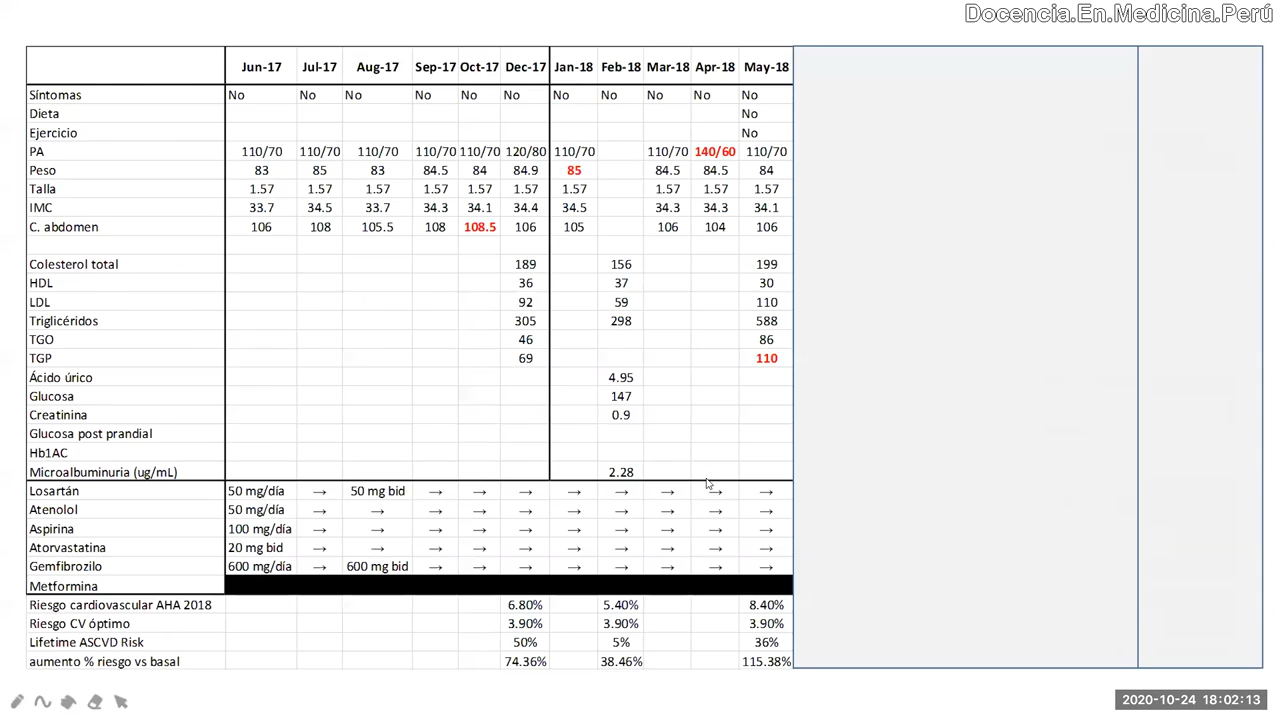 Docencia.En.Medicina.Perú
Jun-17 Jul-17 Aug-17 Sep-17 Oct-17 Dec-17 Jan-18 Feb-18 Mar-18 Apr-18 May-18
Síntomas No No No No No No No No No No No
Dieta No
Ejercicio No
PA 110/70 110/70 110/70 110/70 110/70 120/80 110/70 110/70 140/60 110/70
Peso 83 85 83 84.5 84 84.9 85 84.5 84.5 84
Talla 1.57 1.57 1.57 1.57 1.57 1.57 1.57 1.57 1.57 1.57
IMC 33.7 34.5 33.7 34.3 34.1 34.4 34.5 34.3 34.3 34.1
C. abdomen 106 108 105.5 108 108.5 106 105 106 104 106
Colesterol total 189 156 199
HDL 36 37 30
LDL 92 59 110
Triglicéridos 305 298 588
TGO 46 86
TGP 69 110
Ácido úrico 4.95
Glucosa 147
Creatinina 0.9
Glucosa post prandial
Hb1AC
Microalbuminuria (ug/mL) 2.28
Losartán 50 mg/día → 50 mg bid → → → → → → → →
Atenolol 50 mg/día → → → → → → → → → →
Aspirina 100 mg/día → → → → → → → → → →
Atorvastatina 20 mg bid → → → → → → → → → →
Gemfibrozilo 600 mg/día → 600 mg bid → → → → → → → →
Metformina
Riesgo cardiovascular AHA 2018 6.80% 5.40% 8.40%
Riesgo CV óptimo 3.90% 3.90% 3.90%
Lifetime ASCVD Risk 50% 5% 36%
aumento % riesgo vs basal 74.36% 38.46% 115.38%
2020-10-24 18:02:13